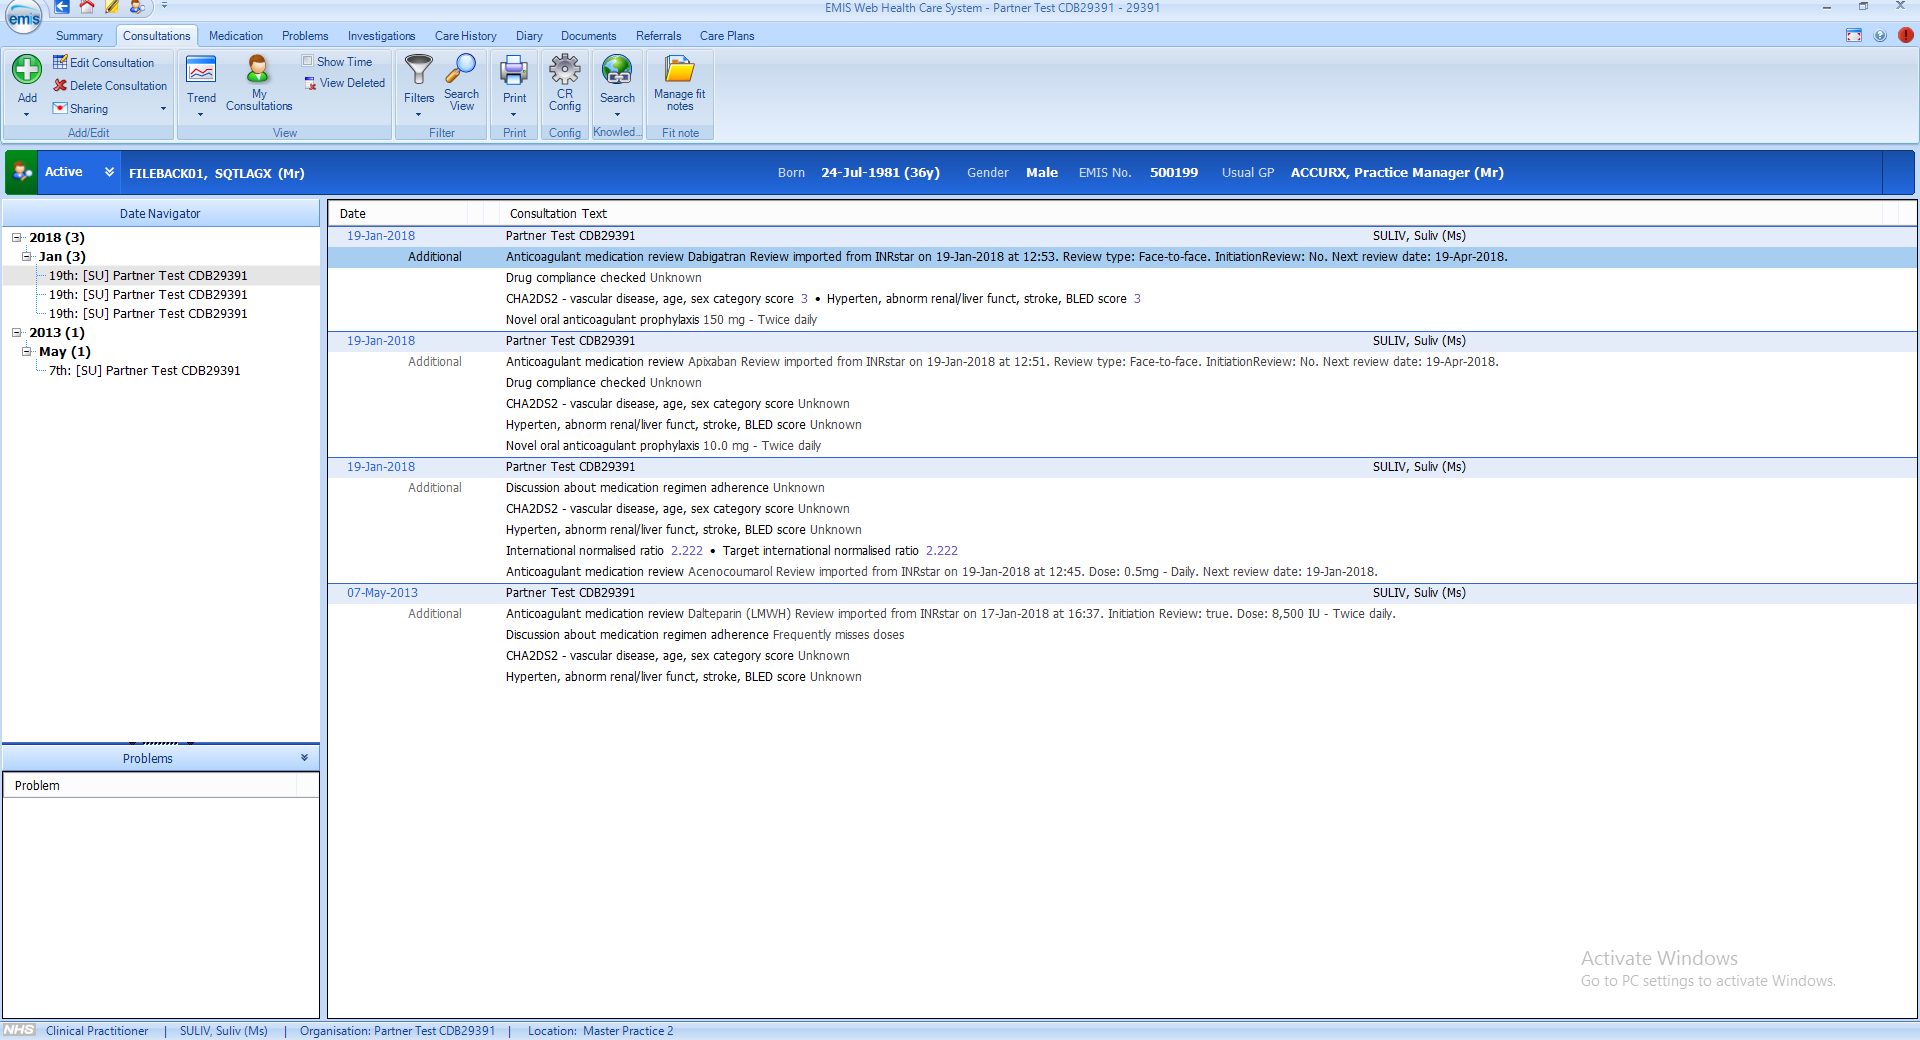 EMIS Web Health Care System - Partner Test CDB29391 - 29391
emis
Summary Consultations Medication Problems Investigations Care History Diary Documents Referrals Care Plans
Add
Edit Consultation
Delete Consultation
Sharing
Add/Edit
Trend
My Consultations
Show Time
View Deleted
View
Filters
Search View
Filter
Print
Print
CR Config
Config
Search
Knowled...
Manage fit notes
Fit note
Active FILEBACK01, SQTLAGX (Mr) Born 24-Jul-1981 (36y) Gender Male EMIS No. 500199 Usual GP ACCURX, Practice Manager (Mr)
Date Navigator
2018 (3)
Jan (3)
19th: [SU] Partner Test CDB29391
19th: [SU] Partner Test CDB29391
19th: [SU] Partner Test CDB29391
2013 (1)
May (1)
7th: [SU] Partner Test CDB29391
Problems
Problem
Date Consultation Text
19-Jan-2018 Partner Test CDB29391 SULIV, Suliv (Ms)
Additional Anticoagulant medication review Dabigatran Review imported from INRstar on 19-Jan-2018 at 12:53. Review type: Face-to-face. InitiationReview: No. Next review date: 19-Apr-2018.
Drug compliance checked Unknown
CHA2DS2 - vascular disease, age, sex category score 3 • Hyperten, abnorm renal/liver funct, stroke, BLED score 3
Novel oral anticoagulant prophylaxis 150 mg - Twice daily
19-Jan-2018 Partner Test CDB29391 SULIV, Suliv (Ms)
Additional Anticoagulant medication review Apixaban Review imported from INRstar on 19-Jan-2018 at 12:51. Review type: Face-to-face. InitiationReview: No. Next review date: 19-Apr-2018.
Drug compliance checked Unknown
CHA2DS2 - vascular disease, age, sex category score Unknown
Hyperten, abnorm renal/liver funct, stroke, BLED score Unknown
Novel oral anticoagulant prophylaxis 10.0 mg - Twice daily
19-Jan-2018 Partner Test CDB29391 SULIV, Suliv (Ms)
Additional Discussion about medication regimen adherence Unknown
CHA2DS2 - vascular disease, age, sex category score Unknown
Hyperten, abnorm renal/liver funct, stroke, BLED score Unknown
International normalised ratio 2.222 • Target international normalised ratio 2.222
Anticoagulant medication review Acenocoumarol Review imported from INRstar on 19-Jan-2018 at 12:45. Dose: 0.5mg - Daily. Next review date: 19-Jan-2018.
07-May-2013 Partner Test CDB29391 SULIV, Suliv (Ms)
Additional Anticoagulant medication review Dalteparin (LMWH) Review imported from INRstar on 17-Jan-2018 at 16:37. Initiation Review: true. Dose: 8,500 IU - Twice daily.
Discussion about medication regimen adherence Frequently misses doses
CHA2DS2 - vascular disease, age, sex category score Unknown
Hyperten, abnorm renal/liver funct, stroke, BLED score Unknown
Activate Windows
Go to PC settings to activate Windows.
NHS Clinical Practitioner | SULIV, Suliv (Ms) | Organisation: Partner Test CDB29391 | Location: Master Practice 2